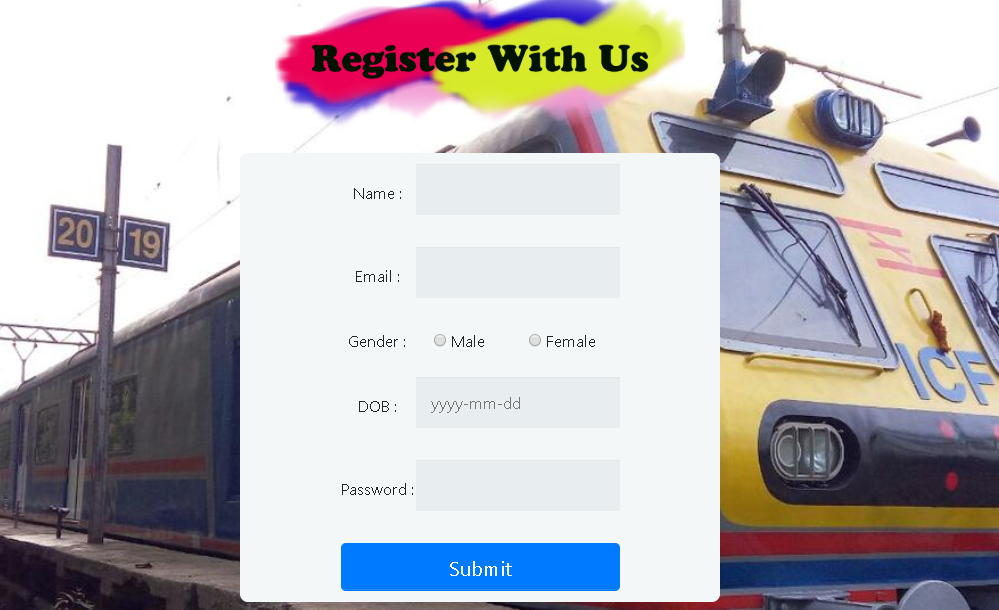 Register With Us
20 19
Name :
Email :
Gender : Male Female
DOB : yyyy-mm-dd
ICF
Password :
Submit